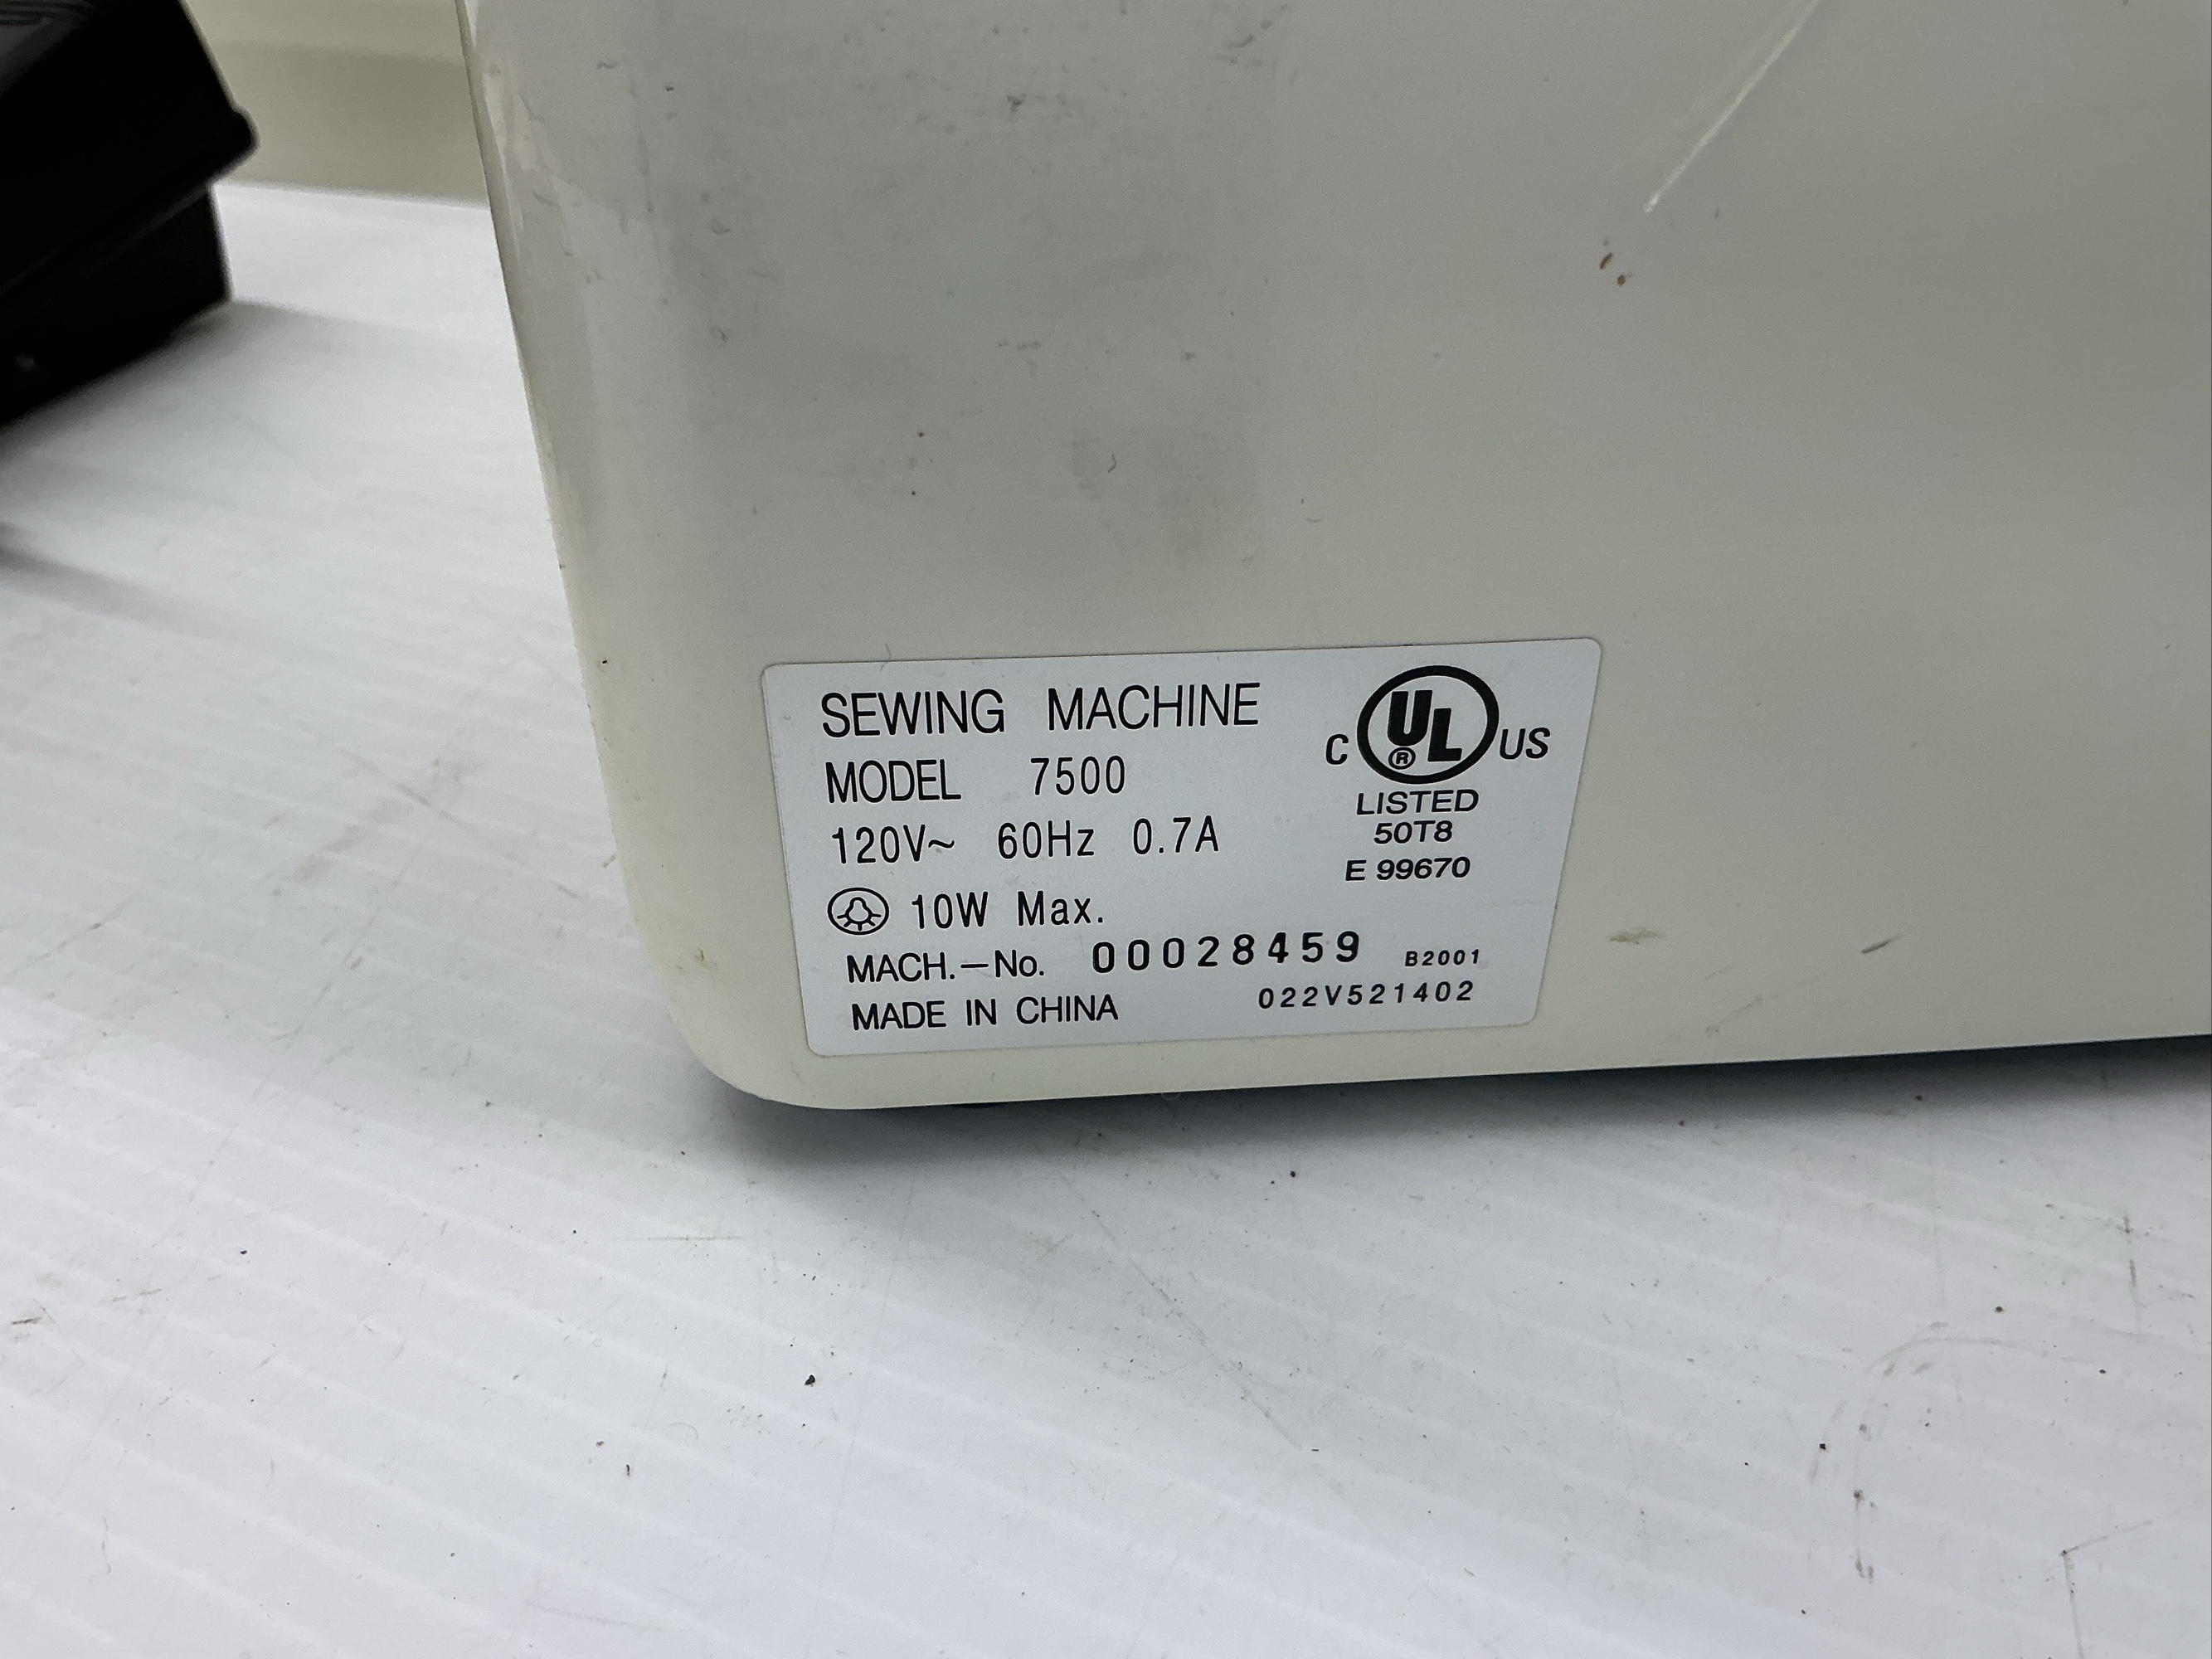 SEWING MACHINE
MODEL 7500
120V~ 60Hz 0.7A
10W Max.
MACH.—No. 00028459 B2001
MADE IN CHINA 022V521402
C UL® US
LISTED
50T8
E 99670